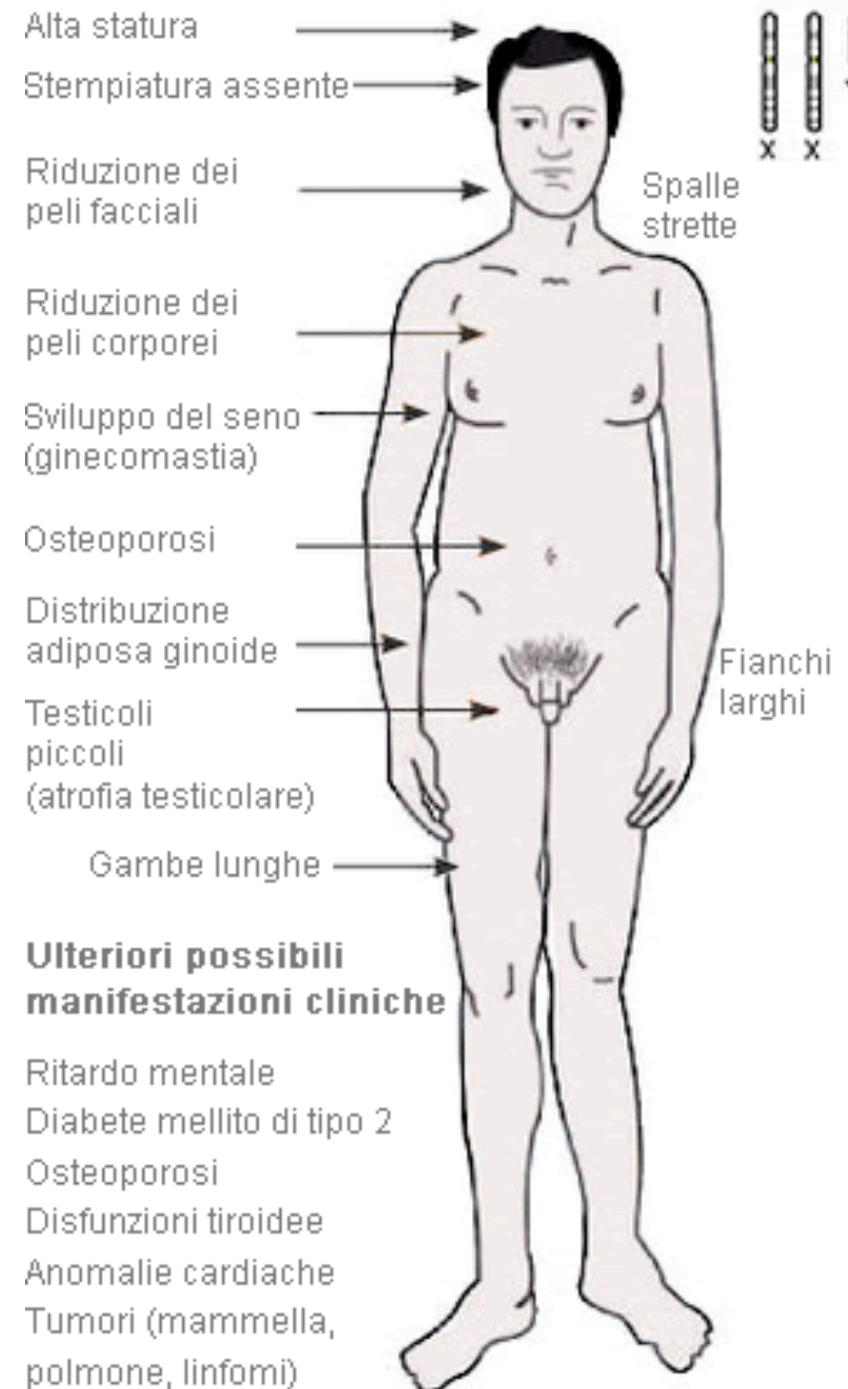 Alta statura
Stempiatura assente
Riduzione dei
peli facciali
Spalle
strette
Riduzione dei
peli corporei
Sviluppo del seno
(ginecomastia)
Osteoporosi
Distribuzione
adiposa ginoide
Fianchi
larghi
Testicoli
piccoli
(atrofia testicolare)
Gambe lunghe
Ulteriori possibili
manifestazioni cliniche
Ritardo mentale
Diabete mellito di tipo 2
Osteoporosi
Disfunzioni tiroidee
Anomalie cardiache
Tumori (mammella,
polmone, linfomi)
X X